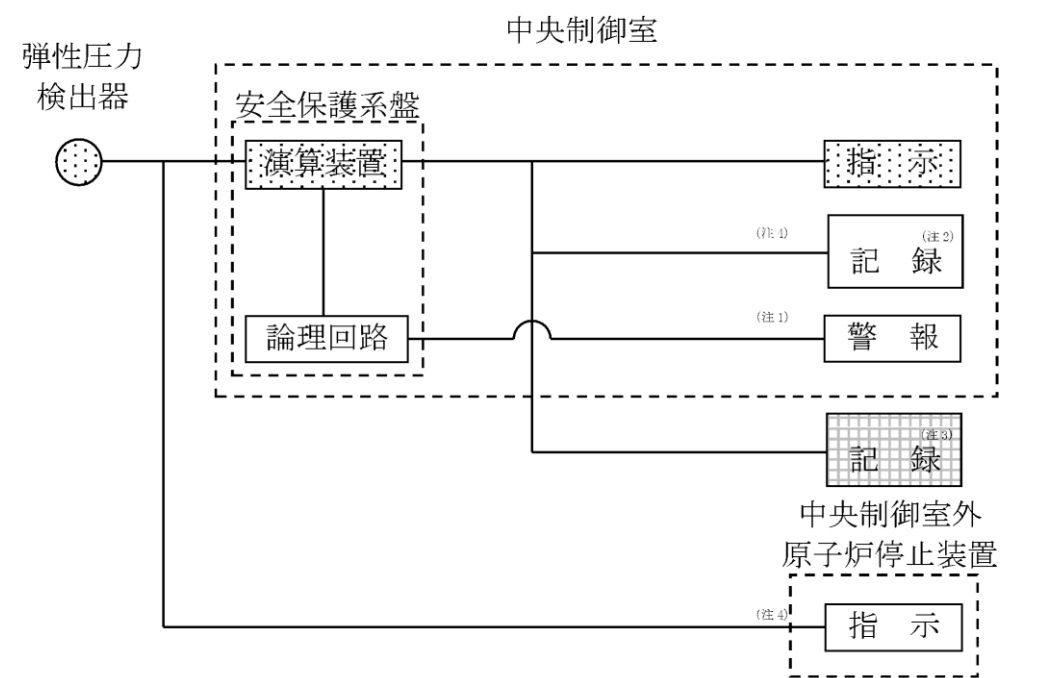 中央制御室
弾性圧力
検出器
安全保護系盤
演算装置
指 示
(注4)
(注2)
記 録
(注1)
論理回路
警 報
(注3)
記 録
中央制御室外
原子炉停止装置
(注4)
指 示